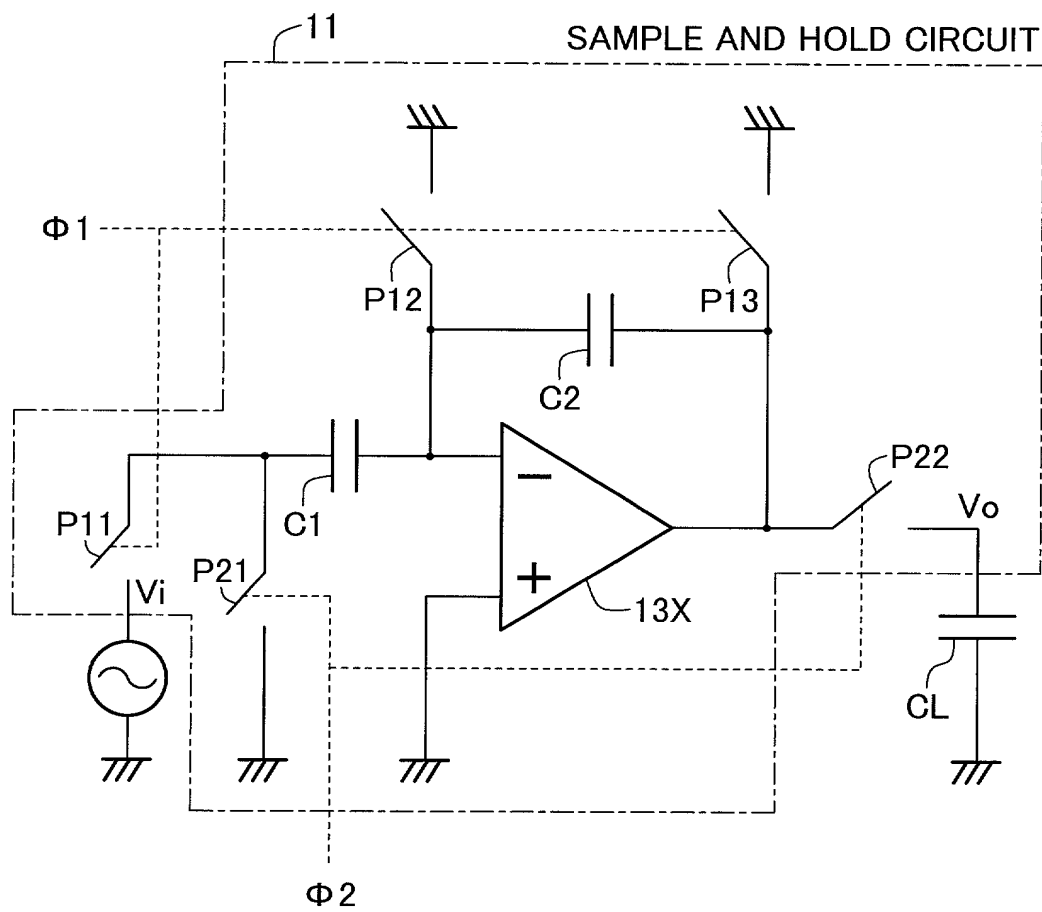 11
SAMPLE AND HOLD CIRCUIT
Φ1
P12
P13
C2
P22
P11
C1
Vo
P21
Vi
−
+
13X
CL
Φ2